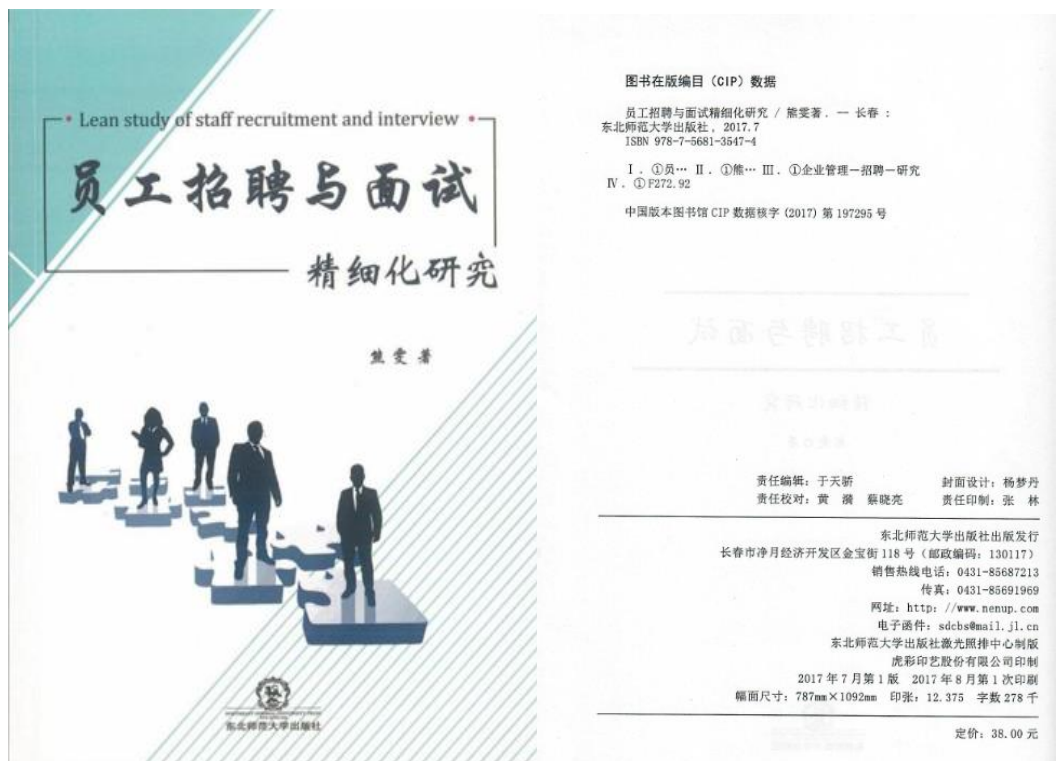 Lean study of staff recruitment and interview
员工招聘与面试
精细化研究
熊雯 著
东北师范大学出版社
图书在版编目（CIP）数据
员工招聘与面试精细化研究 / 熊雯著. — 长春：
东北师范大学出版社，2017.7
ISBN 978-7-5681-3547-4
Ⅰ. ①员… Ⅱ. ①熊… Ⅲ. ①企业管理－招聘－研究
Ⅳ. ①F272.92
中国版本图书馆 CIP 数据核字 (2017) 第 197295 号
员工招聘与面试
精细化研究
责任编辑：于天骄 封面设计：杨梦丹
责任校对：黄 蔡晓亮 责任印制：张 林
东北师范大学出版社出版发行
长春市净月经济开发区金宝街 118 号（邮政编码：130117）
销售热线电话：0431-85687213
传真：0431-85691969
网址：http：//www.nenup.com
电子函件：sdcbs@mail.jl.cn
东北师范大学出版社激光照排中心制版
虎彩印艺股份有限公司印制
2017 年 7 月第 1 版 2017 年 8 月第 1 次印刷
幅面尺寸：787mm×1092mm 印张：12.375 字数 278 千
定价：38.00 元